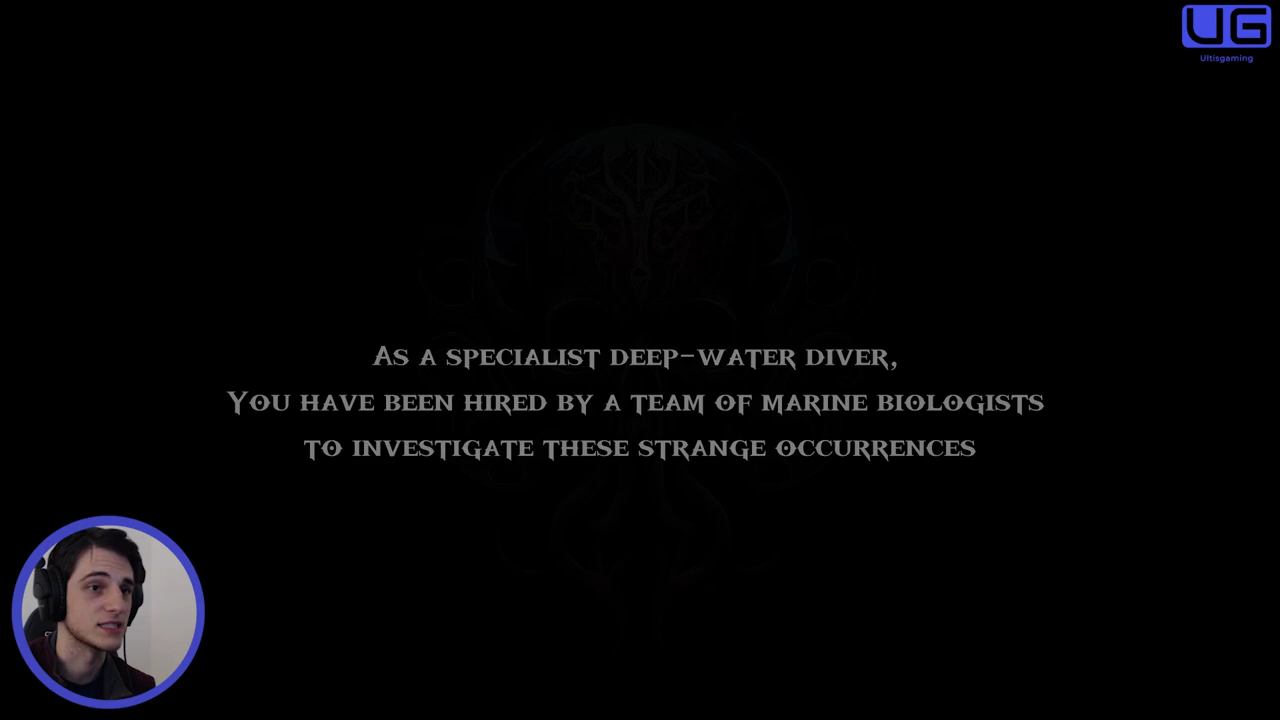 UG
Ultisgaming
As a specialist deep-water diver,
You have been hired by a team of marine biologists
to investigate these strange occurrences